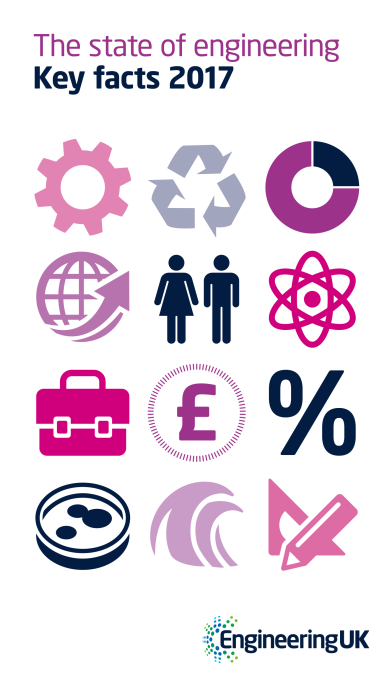 The state of engineering
Key facts 2017
£
%
EngineeringUK